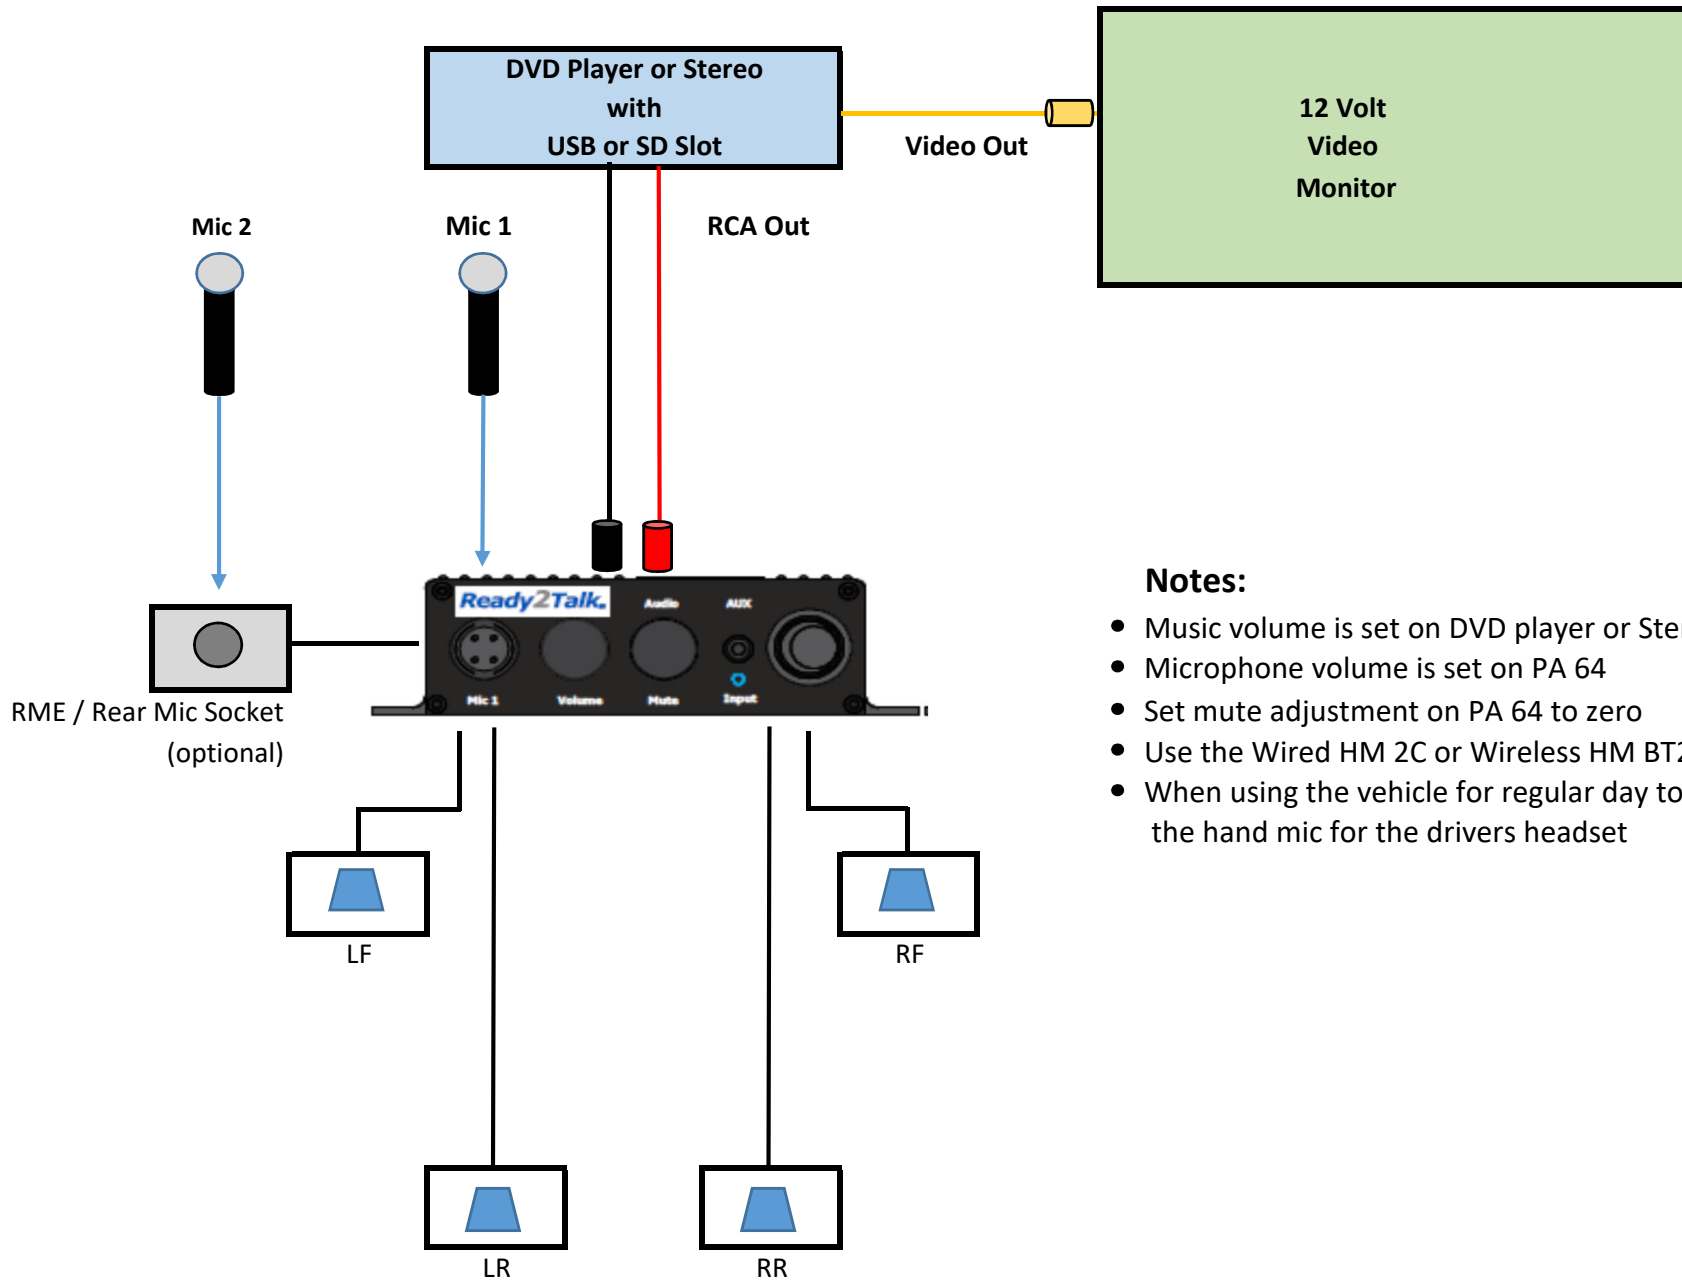 DVD Player or Stereo
with
USB or SD Slot
Video Out
12 Volt
Video
Monitor
Mic 2
Mic 1
RCA Out
Ready2Talk.
Audio
AUX
Mic 1
Volume
Mute
Input
RME / Rear Mic Socket
(optional)
LF
RF
LR
RR
Notes:
• Music volume is set on DVD player or Ste
• Microphone volume is set on PA 64
• Set mute adjustment on PA 64 to zero
• Use the Wired HM 2C or Wireless HM BT2
• When using the vehicle for regular day to
the hand mic for the drivers headset